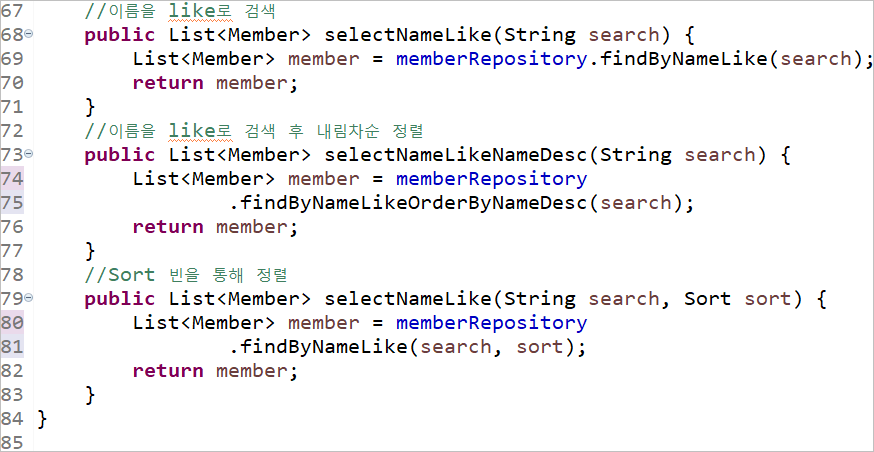 67 //이름을 like로 검색
68 public List<Member> selectNameLike(String search) {
69 List<Member> member = memberRepository.findByNameLike(search);
70 return member;
71 }
72 //이름을 like로 검색 후 내림차순 정렬
73 public List<Member> selectNameLikeNameDesc(String search) {
74 List<Member> member = memberRepository
75 .findByNameLikeOrderByNameDesc(search);
76 return member;
77 }
78 //Sort 빈을 통해 정렬
79 public List<Member> selectNameLike(String search, Sort sort) {
80 List<Member> member = memberRepository
81 .findByNameLike(search, sort);
82 return member;
83 }
84 }
85